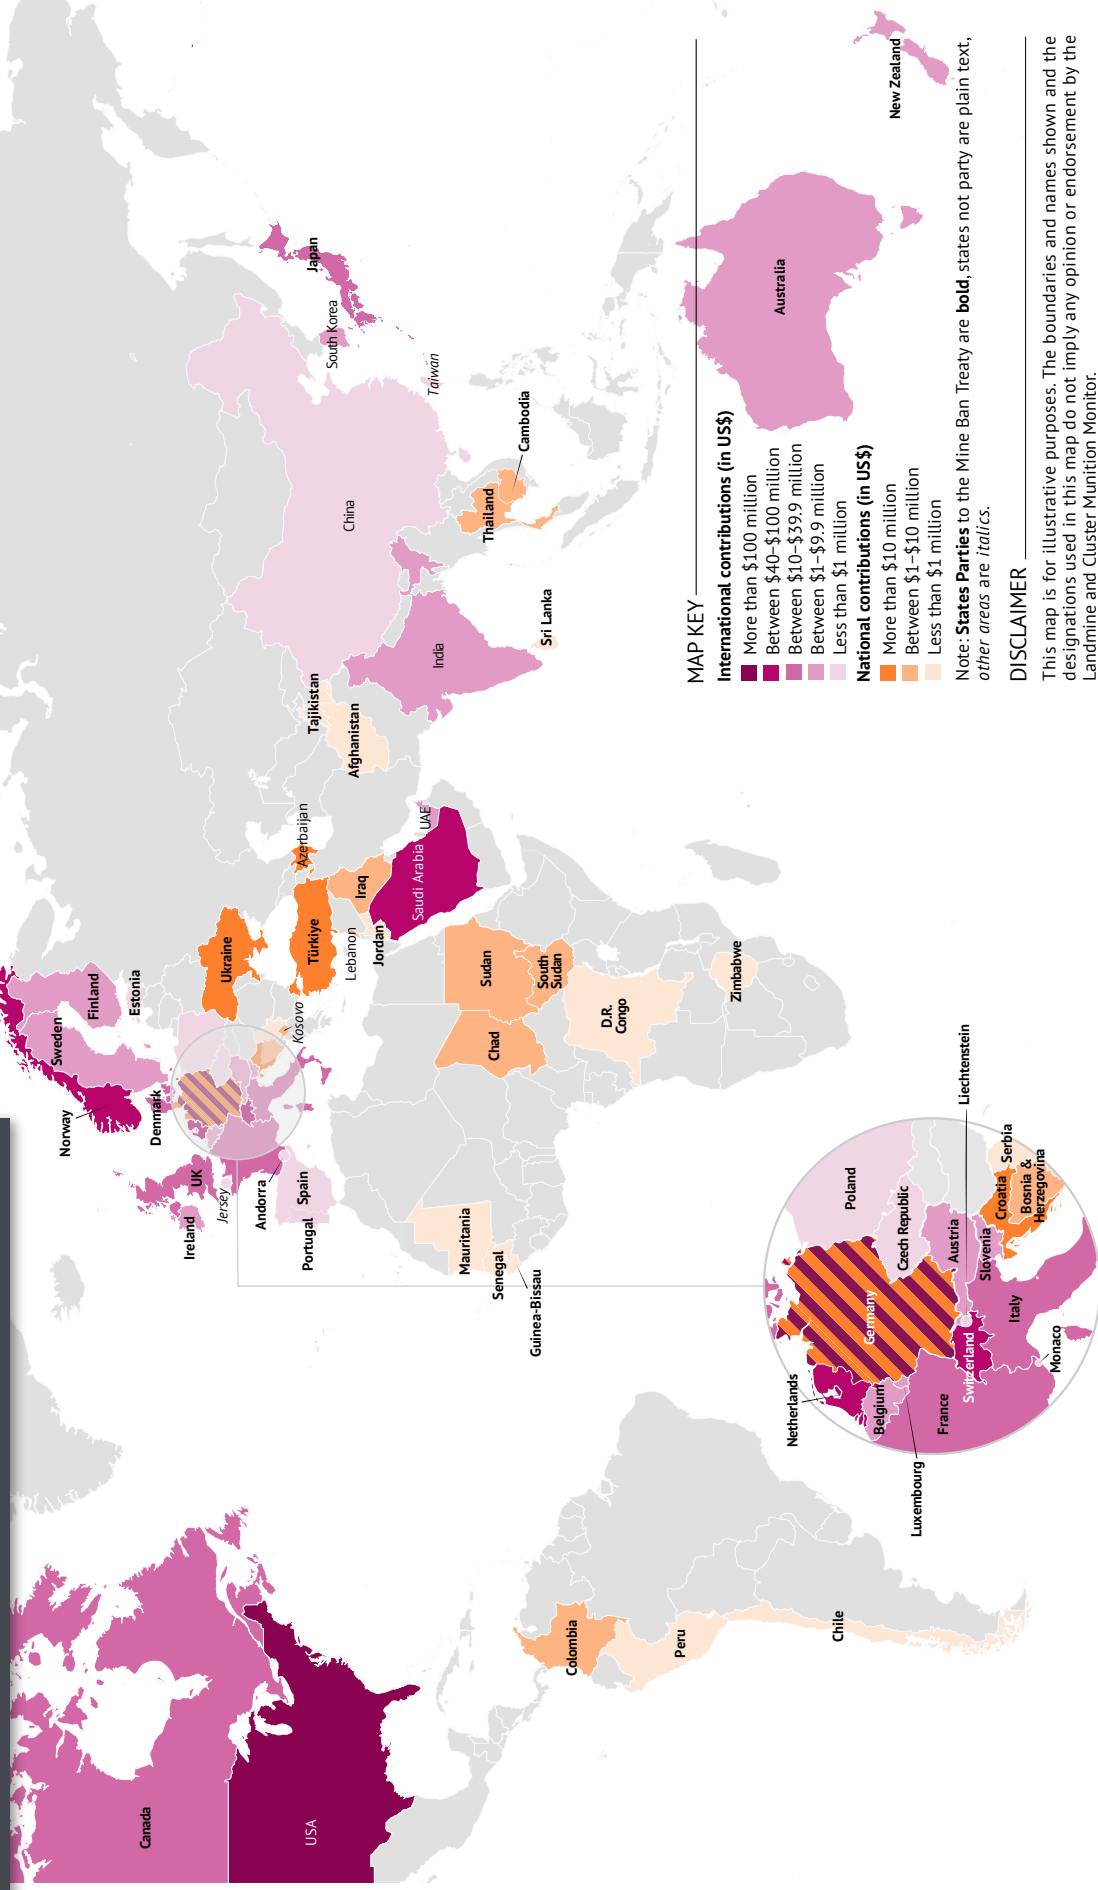 Canada
USA
Colombia
Peru
Chile
Norway
Sweden
Finland
Estonia
Denmark
UK
Ireland
Jersey
Andorra
Spain
Portugal
Ukraine
Türkiye
Azerbaijan
Kosovo
Lebanon
Jordan
Iraq
Saudi Arabia
UAE
Tajikistan
Afghanistan
India
Sri Lanka
China
South Korea
Japan
Taiwan
Thailand
Cambodia
Australia
New Zealand
Mauritania
Senegal
Guinea-Bissau
Chad
Sudan
South
Sudan
D.R.
Congo
Zimbabwe
Netherlands
Belgium
Luxembourg
Germany
France
Switzerland
Liechtenstein
Monaco
Italy
Austria
Slovenia
Czech Republic
Poland
Croatia
Serbia
Bosnia &
Herzegovina
MAP KEY
International contributions (in US$)
More than $100 million
Between $40–$100 million
Between $10–$39.9 million
Between $1–$9.9 million
Less than $1 million
National contributions (in US$)
More than $10 million
Between $1–$10 million
Less than $1 million
Note: States Parties to the Mine Ban Treaty are bold, states not party are plain text,
other areas are italics.
DISCLAIMER
This map is for illustrative purposes. The boundaries and names shown and the
designations used in this map do not imply any opinion or endorsement by the
Landmine and Cluster Munition Monitor.